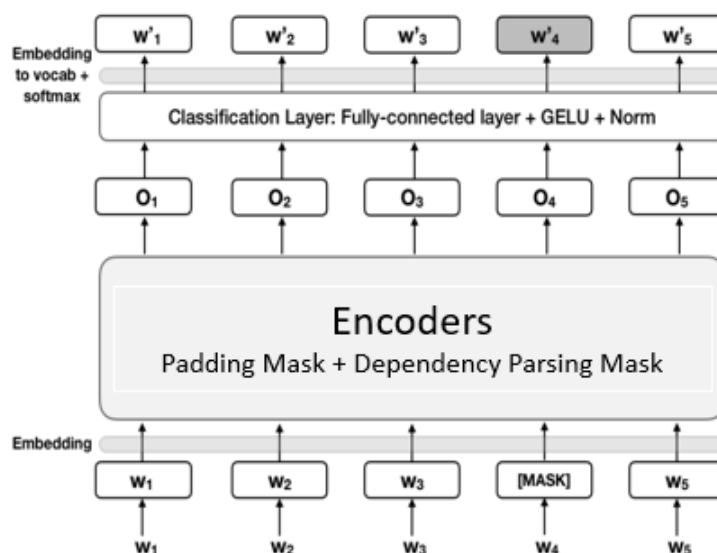 w'1 w'2 w'3 w'4 w'5
Embedding
to vocab +
softmax
Classification Layer: Fully-connected layer + GELU + Norm
O1 O2 O3 O4 O5
Encoders
Padding Mask + Dependency Parsing Mask
Embedding
w1 w2 w3 [MASK] w5
w1 w2 w3 w4 w5